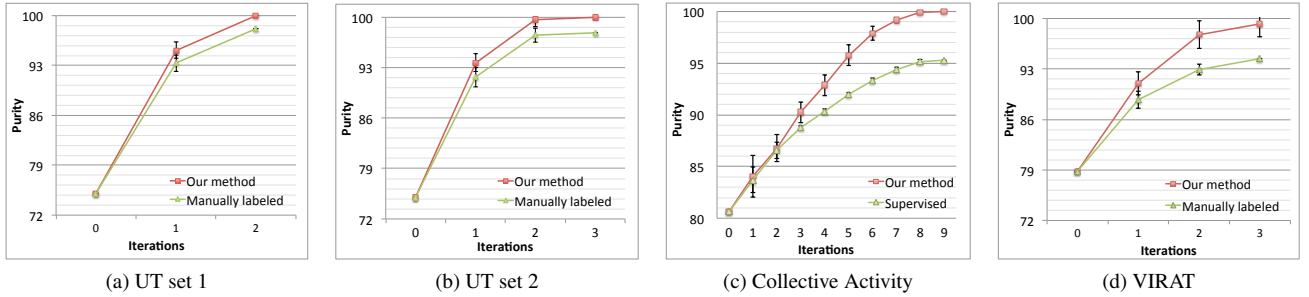 100
93
86
79
72
Purity
Our method
Manually labeled
0 1 2
Iterations
(a) UT set 1
100
93
86
79
72
Purity
Our method
Manually labeled
0 1 2 3
Iterations
(b) UT set 2
100
95
90
85
80
Purity
Our method
Supervised
0 1 2 3 4 5 6 7 8 9
Iterations
(c) Collective Activity
100
93
86
79
72
Purity
Our method
Manually labeled
0 1 2 3
Iterations
(d) VIRAT